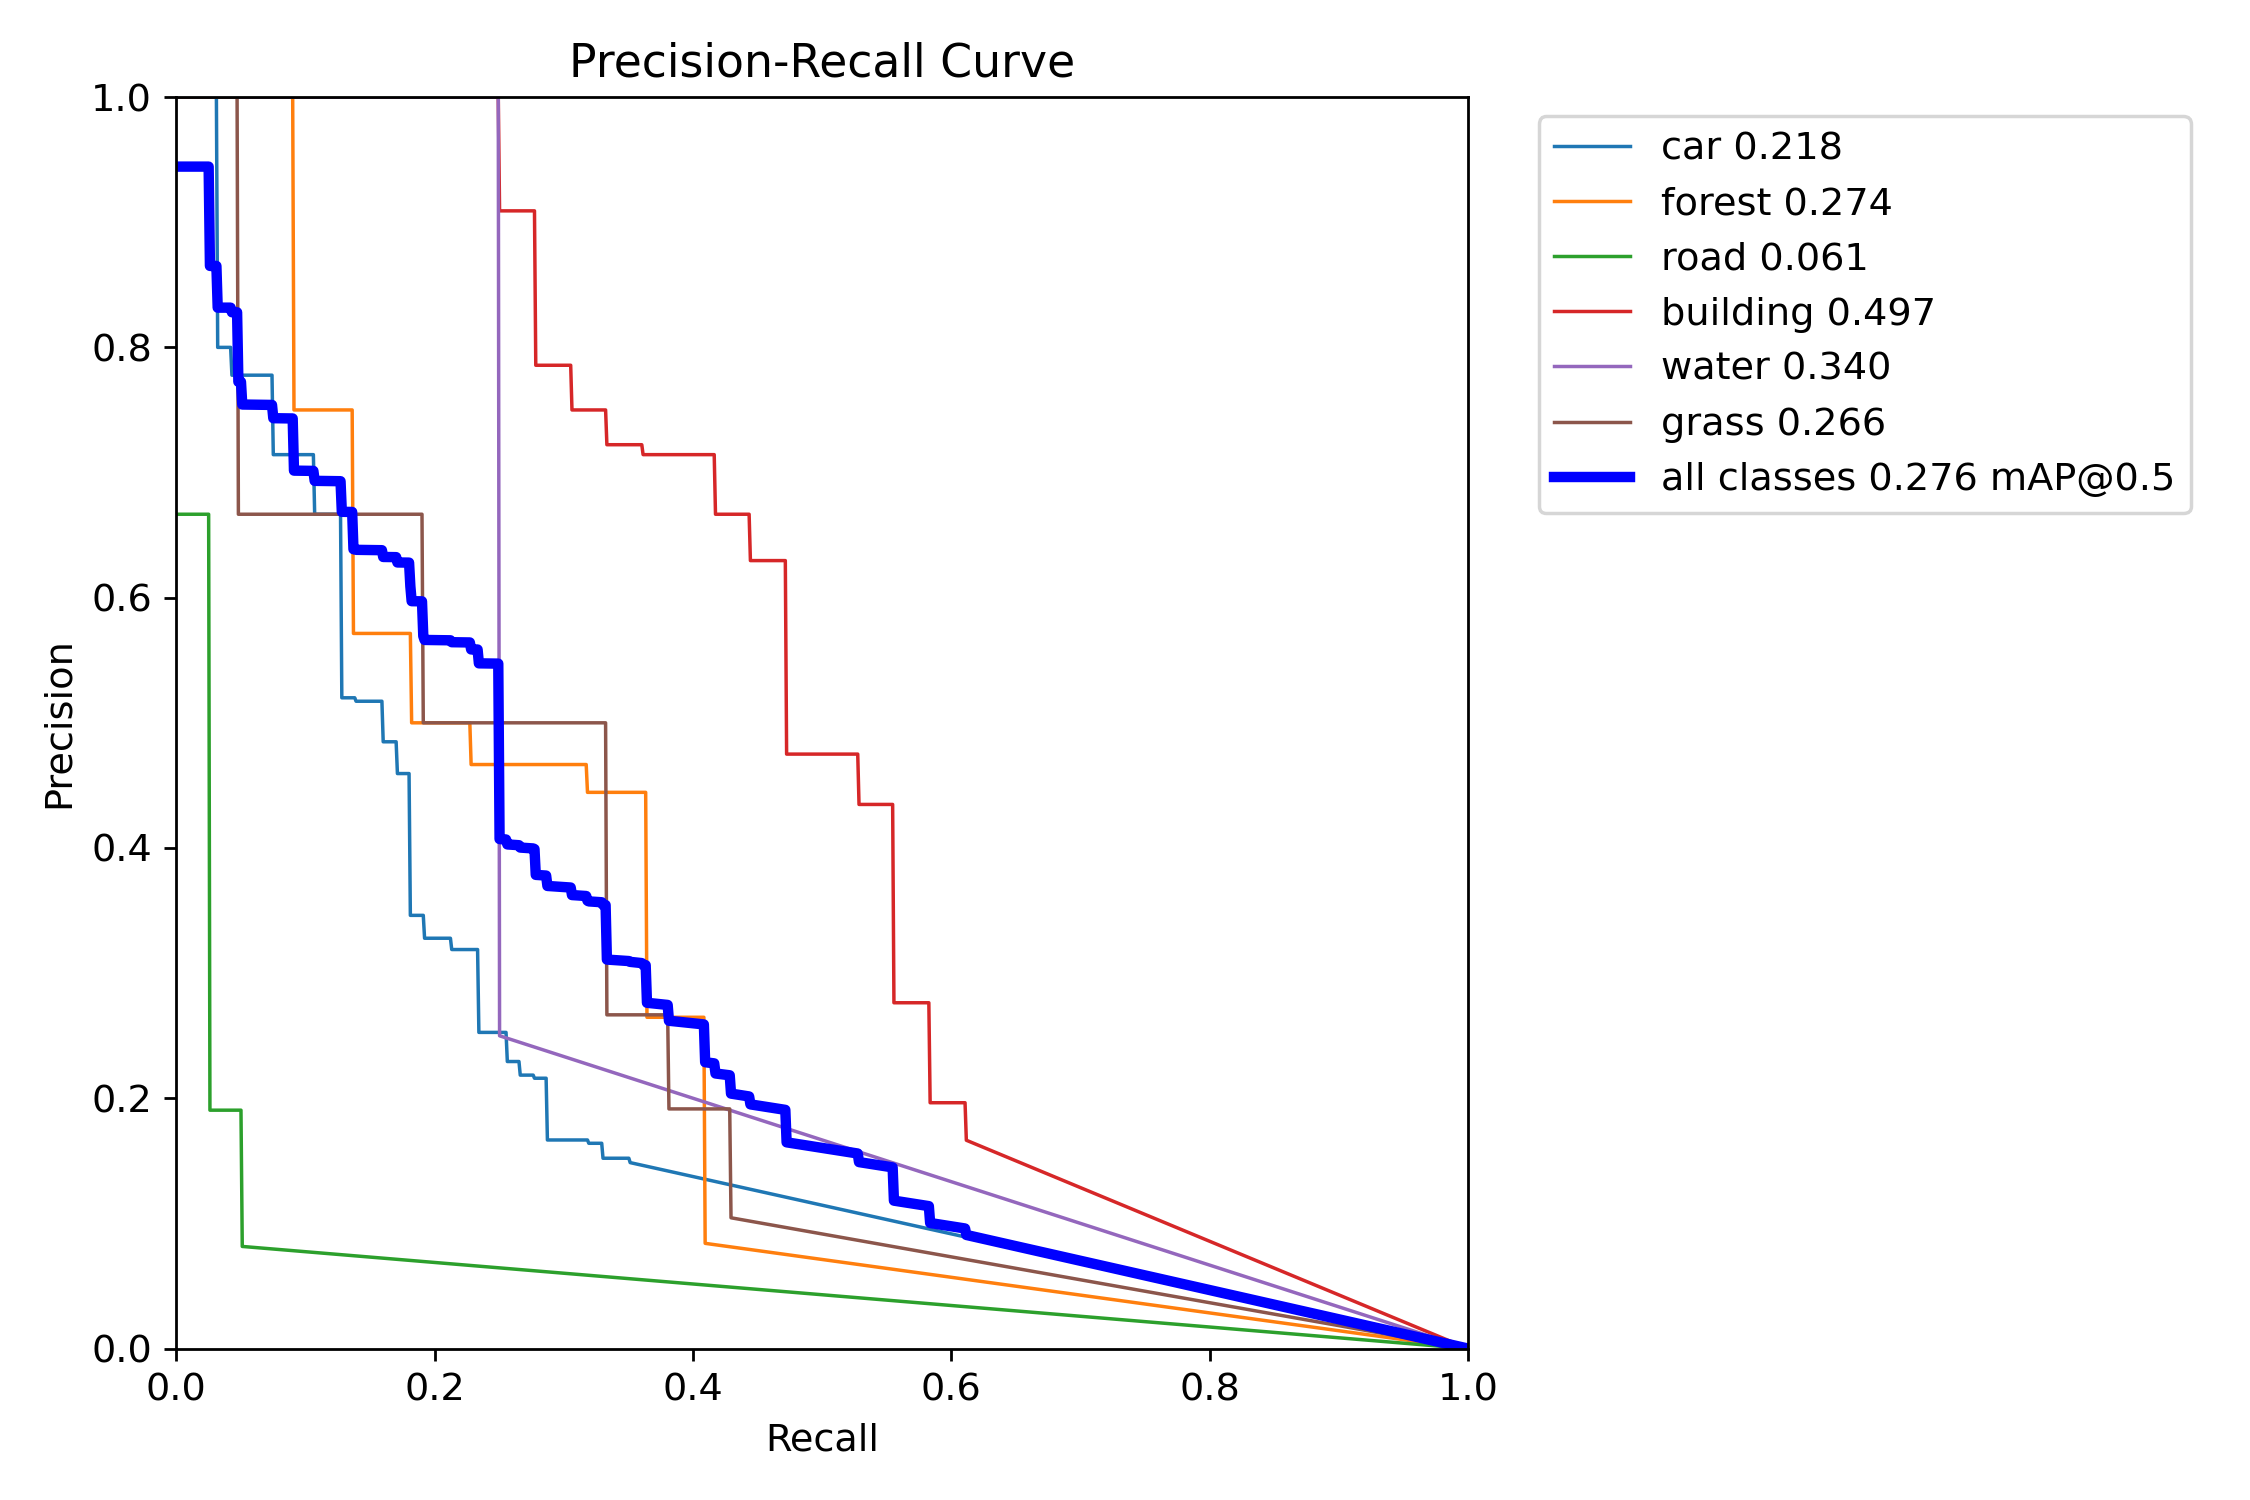 Precision-Recall Curve
1.0
0.8
0.6
0.4
0.2
0.0
Precision
0.0 0.2 0.4 0.6 0.8 1.0
Recall
car 0.218
forest 0.274
road 0.061
building 0.497
water 0.340
grass 0.266
all classes 0.276 mAP@0.5